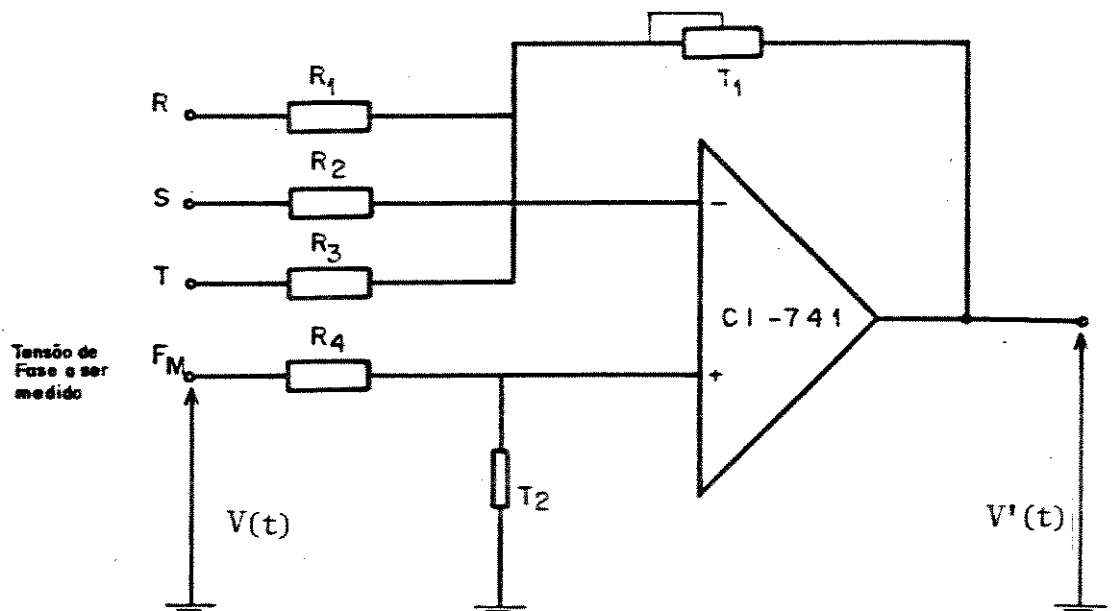 T1
R1
R
R2
S
R3
T
CI-741
R4
Tensão de
Fase a ser
medido
FM
T2
V(t)
V'(t)
-
+